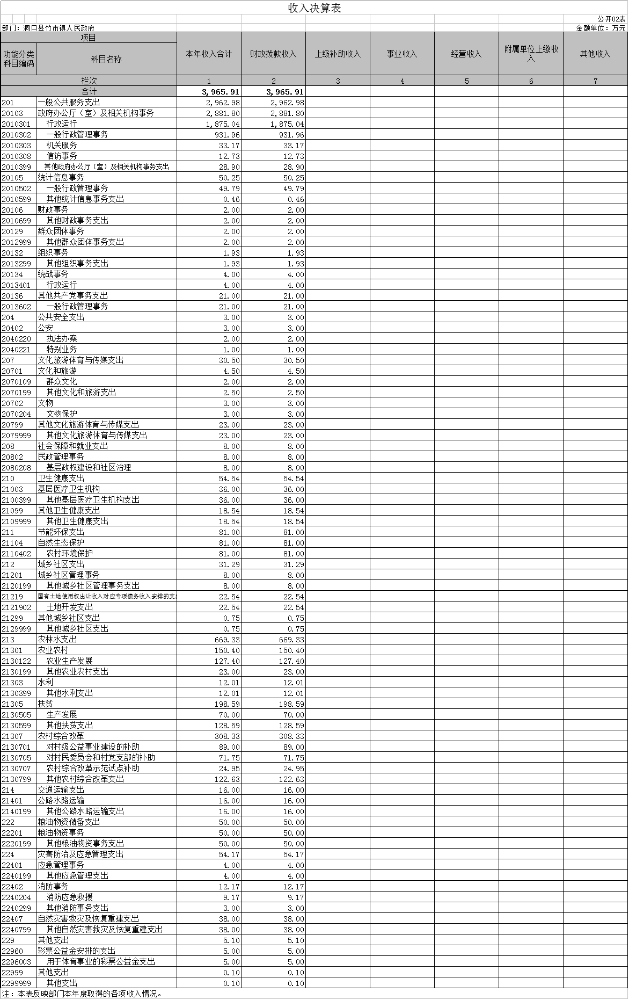 收入决算表
公开02表
部门：洞口县竹市镇人民政府 金额单位：万元
项目 本年收入合计 财政拨款收入 上级补助收入 事业收入 经营收入 附属单位上缴收入 其他收入
功能分类科目编码 科目名称
栏次 1 2 3 4 5 6 7
合计 3,965.91 3,965.91
201 一般公共服务支出 2,962.98 2,962.98
20103 政府办公厅（室）及相关机构事务 2,881.80 2,881.80
2010301 行政运行 1,875.04 1,875.04
2010302 一般行政管理事务 931.96 931.96
2010303 机关服务 33.17 33.17
2010308 信访事务 12.73 12.73
2010399 其他政府办公厅（室）及相关机构事务支出 28.90 28.90
20105 统计信息事务 50.25 50.25
2010502 一般行政管理事务 49.79 49.79
2010599 其他统计信息事务支出 0.46 0.46
20106 财政事务 2.00 2.00
2010699 其他财政事务支出 2.00 2.00
20129 群众团体事务 2.00 2.00
2012999 其他群众团体事务支出 2.00 2.00
20132 组织事务 1.93 1.93
2013299 其他组织事务支出 1.93 1.93
20134 统战事务 4.00 4.00
2013401 行政运行 4.00 4.00
20136 其他共产党事务支出 21.00 21.00
2013602 一般行政管理事务 21.00 21.00
204 公共安全支出 3.00 3.00
20402 公安 3.00 3.00
2040220 执法办案 2.00 2.00
2040221 特别业务 1.00 1.00
207 文化旅游体育与传媒支出 30.50 30.50
20701 文化和旅游 4.50 4.50
2070109 群众文化 2.00 2.00
2070199 其他文化和旅游支出 2.50 2.50
20702 文物 3.00 3.00
2070204 文物保护 3.00 3.00
20799 其他文化旅游体育与传媒支出 23.00 23.00
2079999 其他文化旅游体育与传媒支出 23.00 23.00
208 社会保障和就业支出 8.00 8.00
20802 民政管理事务 8.00 8.00
2080208 基层政权建设和社区治理 8.00 8.00
210 卫生健康支出 54.54 54.54
21003 基层医疗卫生机构 36.00 36.00
2100399 其他基层医疗卫生机构支出 36.00 36.00
21099 其他卫生健康支出 18.54 18.54
2109999 其他卫生健康支出 18.54 18.54
211 节能环保支出 81.00 81.00
21104 自然生态保护 81.00 81.00
2110402 农村环境保护 81.00 81.00
212 城乡社区支出 31.29 31.29
21201 城乡社区管理事务 8.00 8.00
2120199 其他城乡社区管理事务支出 8.00 8.00
21219 国有土地使用权出让收入对应专项债务收入安排的支 22.54 22.54
2121902 土地开发支出 22.54 22.54
21299 其他城乡社区支出 0.75 0.75
2129999 其他城乡社区支出 0.75 0.75
213 农林水支出 669.33 669.33
21301 农业农村 150.40 150.40
2130122 农业生产发展 127.40 127.40
2130199 其他农业农村支出 23.00 23.00
21303 水利 12.01 12.01
2130399 其他水利支出 12.01 12.01
21305 扶贫 198.59 198.59
2130505 生产发展 70.00 70.00
2130599 其他扶贫支出 128.59 128.59
21307 农村综合改革 308.33 308.33
2130701 对村级公益事业建设的补助 89.00 89.00
2130705 对村民委员会和村党支部的补助 71.75 71.75
2130707 农村综合改革示范试点补助 24.95 24.95
2130799 其他农村综合改革支出 122.63 122.63
214 交通运输支出 16.00 16.00
21401 公路水路运输 16.00 16.00
2140199 其他公路水路运输支出 16.00 16.00
222 粮油物资储备支出 50.00 50.00
22201 粮油物资事务 50.00 50.00
2220199 其他粮油物资事务支出 50.00 50.00
224 灾害防治及应急管理支出 54.17 54.17
22401 应急管理事务 4.00 4.00
2240199 其他应急管理支出 4.00 4.00
22402 消防事务 12.17 12.17
2240204 消防应急救援 9.17 9.17
2240299 其他消防事务支出 3.00 3.00
22407 自然灾害救灾及恢复重建支出 38.00 38.00
2240799 其他自然灾害救灾及恢复重建支出 38.00 38.00
229 其他支出 5.10 5.10
22960 彩票公益金安排的支出 5.00 5.00
2296003 用于体育事业的彩票公益金支出 5.00 5.00
22999 其他支出 0.10 0.10
2299999 其他支出 0.10 0.10
注：本表反映部门本年度取得的各项收入情况。